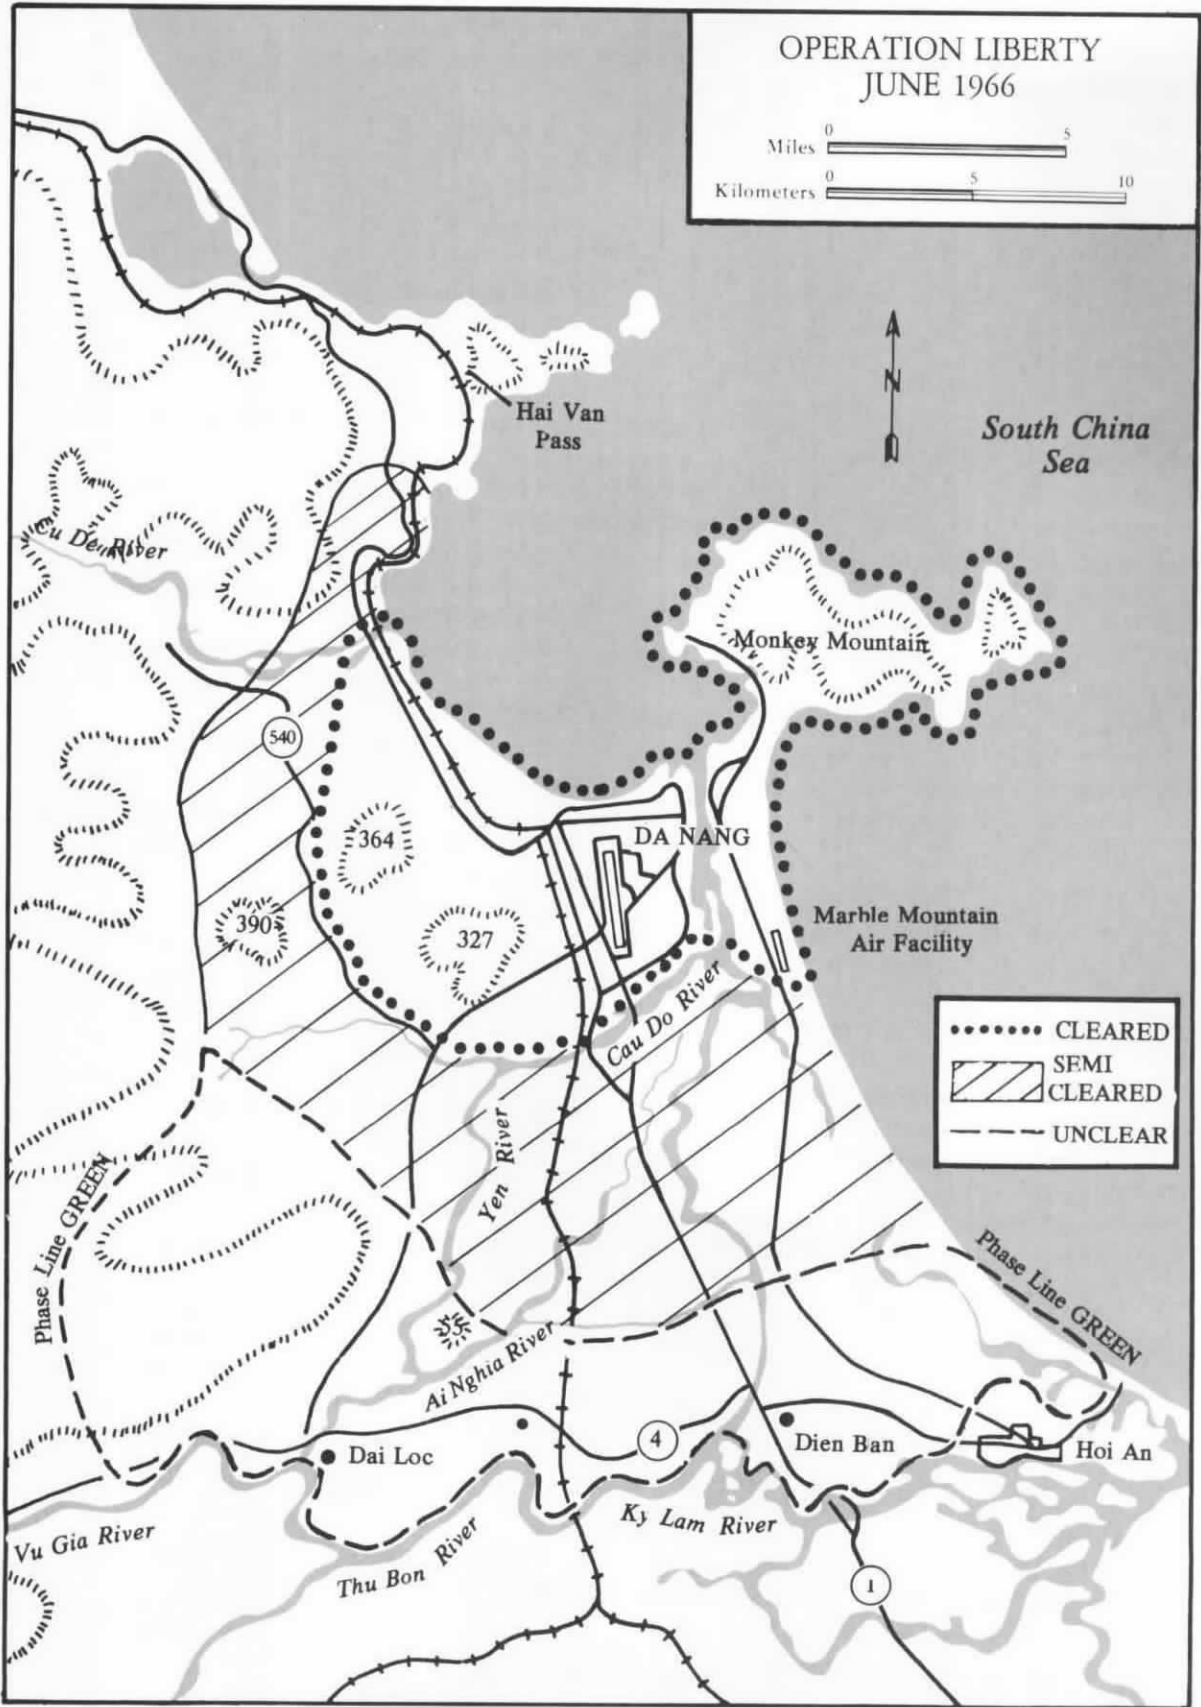 OPERATION LIBERTY
JUNE 1966
0 5
Miles
0 5 10
Kilometers
N
Hai Van
Pass
South China
Sea
Cu De River
Monkey Mountain
540
364
DA NANG
390
327
Marble Mountain
Air Facility
Cau Do River
CLEARED
SEMI
CLEARED
UNCLEAR
Yen River
Phase Line GREEN
Phase Line GREEN
55
Ai Nghia River
4
Dien Ban
Hoi An
Dai Loc
Vu Gia River
Thu Bon River
Ky Lam River
1